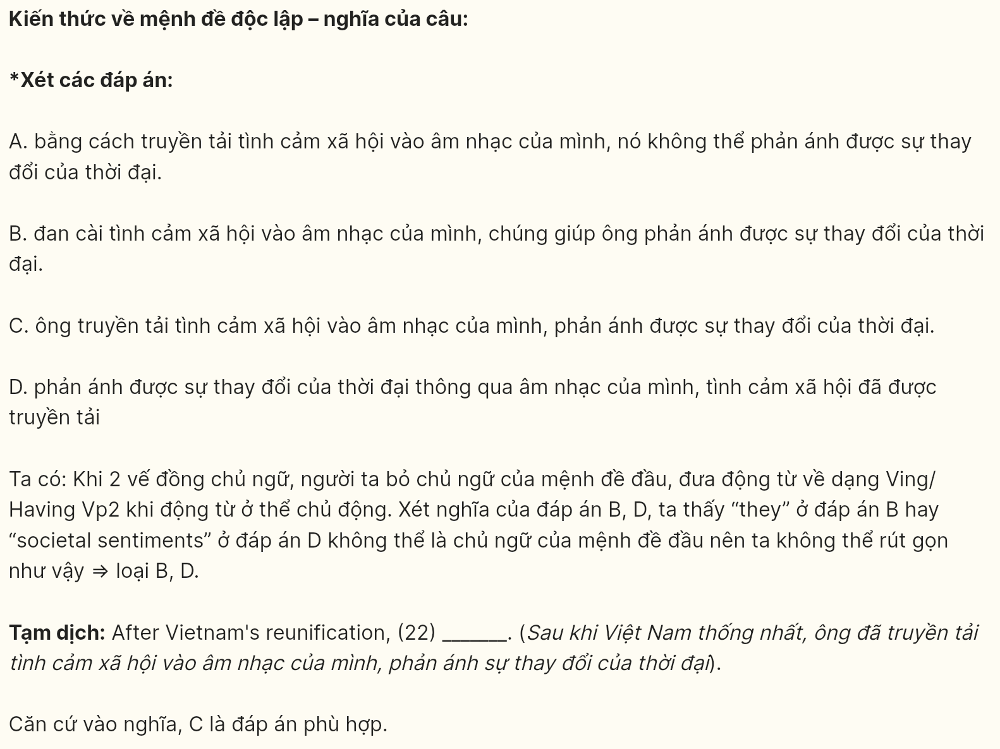 Kiến thức về mệnh đề độc lập – nghĩa của câu:
*Xét các đáp án:
A. bằng cách truyền tải tình cảm xã hội vào âm nhạc của mình, nó không thể phản ánh được sự thay
đổi của thời đại.
B. đan cài tình cảm xã hội vào âm nhạc của mình, chúng giúp ông phản ánh được sự thay đổi của thời
đại.
C. ông truyền tải tình cảm xã hội vào âm nhạc của mình, phản ánh được sự thay đổi của thời đại.
D. phản ánh được sự thay đổi của thời đại thông qua âm nhạc của mình, tình cảm xã hội đã được
truyền tải
Ta có: Khi 2 vế đồng chủ ngữ, người ta bỏ chủ ngữ của mệnh đề đầu, đưa động từ về dạng Ving/
Having Vp2 khi động từ ở thể chủ động. Xét nghĩa của đáp án B, D, ta thấy “they” ở đáp án B hay
“societal sentiments” ở đáp án D không thể là chủ ngữ của mệnh đề đầu nên ta không thể rút gọn
như vậy ⇒ loại B, D.
Tạm dịch: After Vietnam's reunification, (22) _______. (Sau khi Việt Nam thống nhất, ông đã truyền tải
tình cảm xã hội vào âm nhạc của mình, phản ánh sự thay đổi của thời đại).
Căn cứ vào nghĩa, C là đáp án phù hợp.